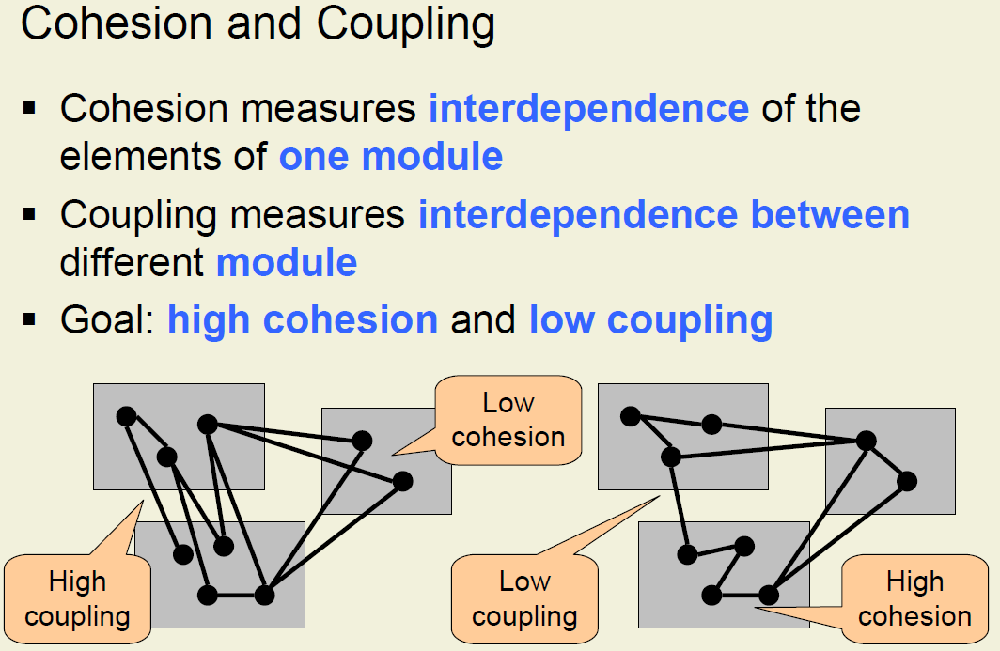 Cohesion and Coupling
▪ Cohesion measures interdependence of the
elements of one module
▪ Coupling measures interdependence between
different module
▪ Goal: high cohesion and low coupling
Low
cohesion
High
coupling
Low
coupling
High
cohesion